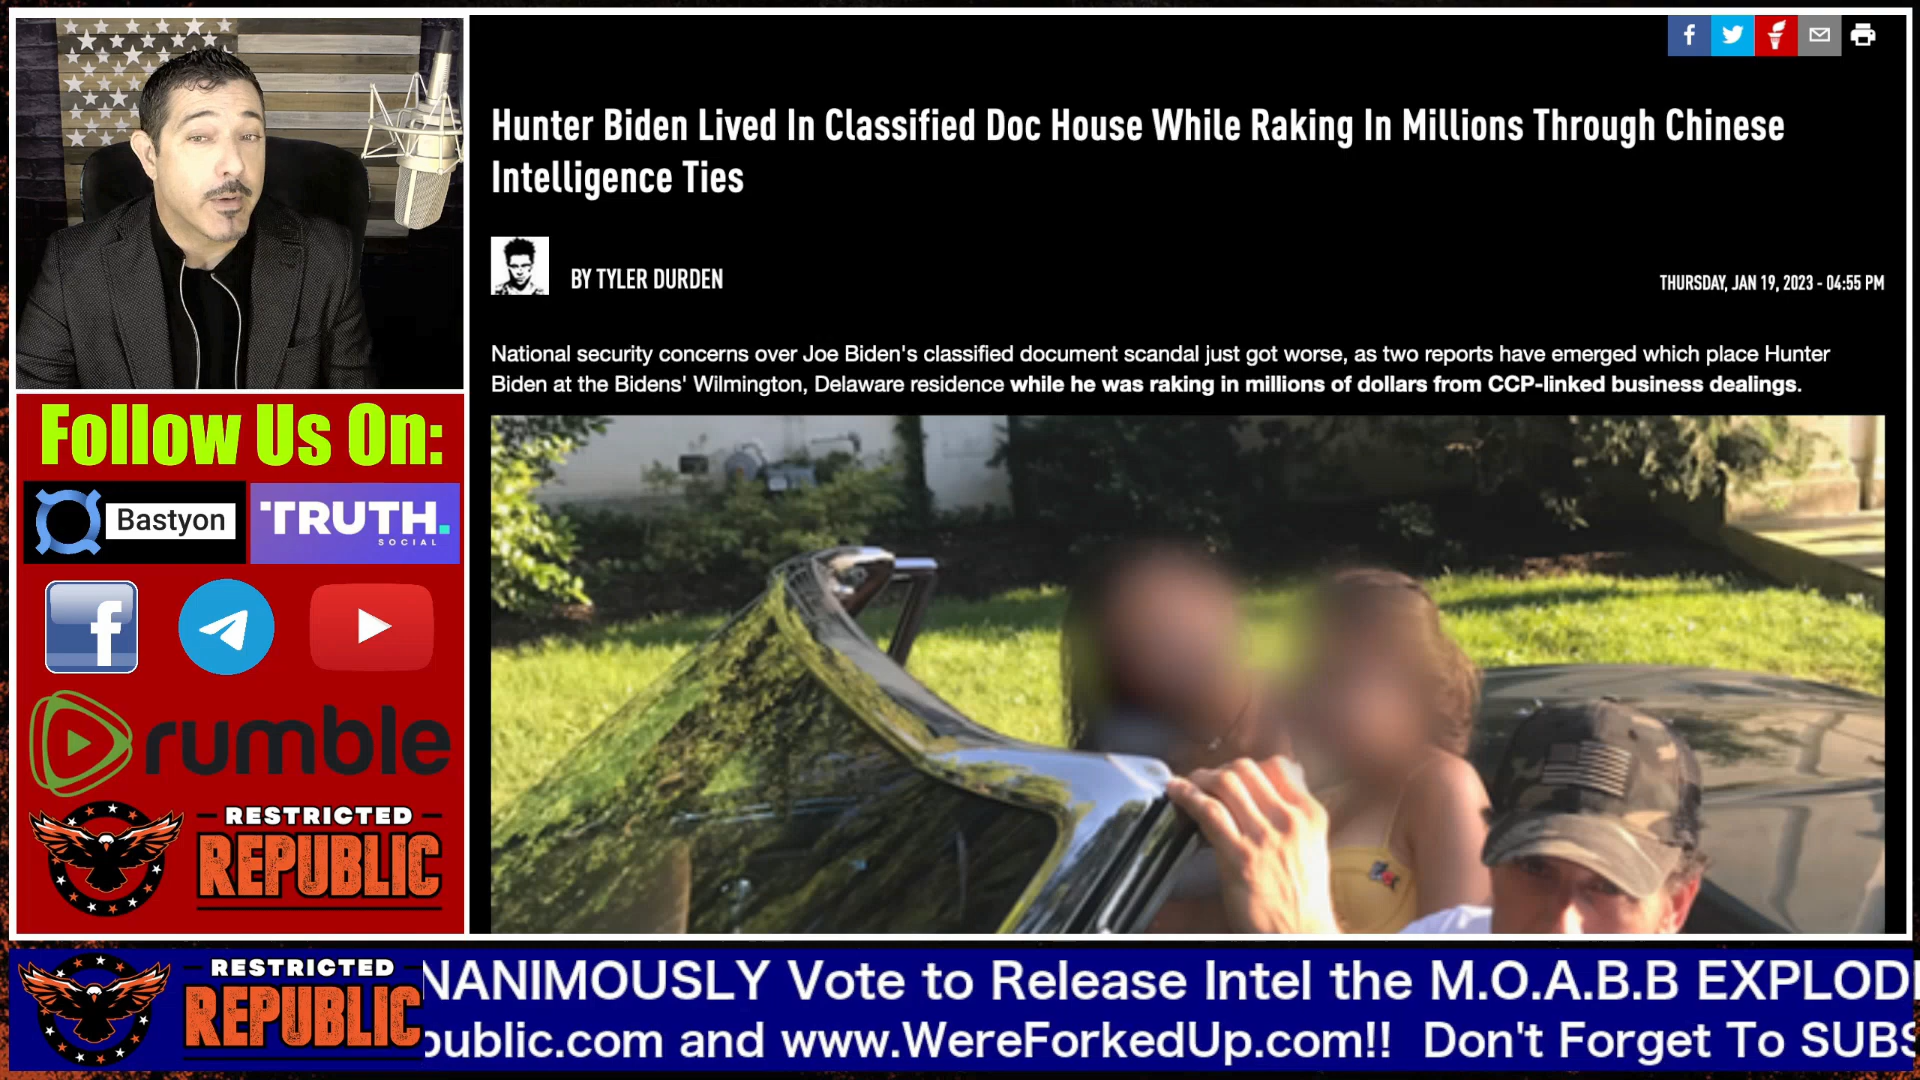 Hunter Biden Lived In Classified Doc House While Raking In Millions Through Chinese
Intelligence Ties
BY TYLER DURDEN
THURSDAY, JAN 19, 2023 - 04:55 PM
National security concerns over Joe Biden's classified document scandal just got worse, as two reports have emerged which place Hunter
Biden at the Bidens' Wilmington, Delaware residence while he was raking in millions of dollars from CCP-linked business dealings.
Follow Us On:
Bastyon
TRUTH.
SOCIAL
rumble
RESTRICTED
REPUBLIC
RESTRICTED
REPUBLIC
NANIMOUSLY Vote to Release Intel the M.O.A.B.B EXPLODI
public.com and www.WereForkedUp.com!! Don't Forget To SUBS